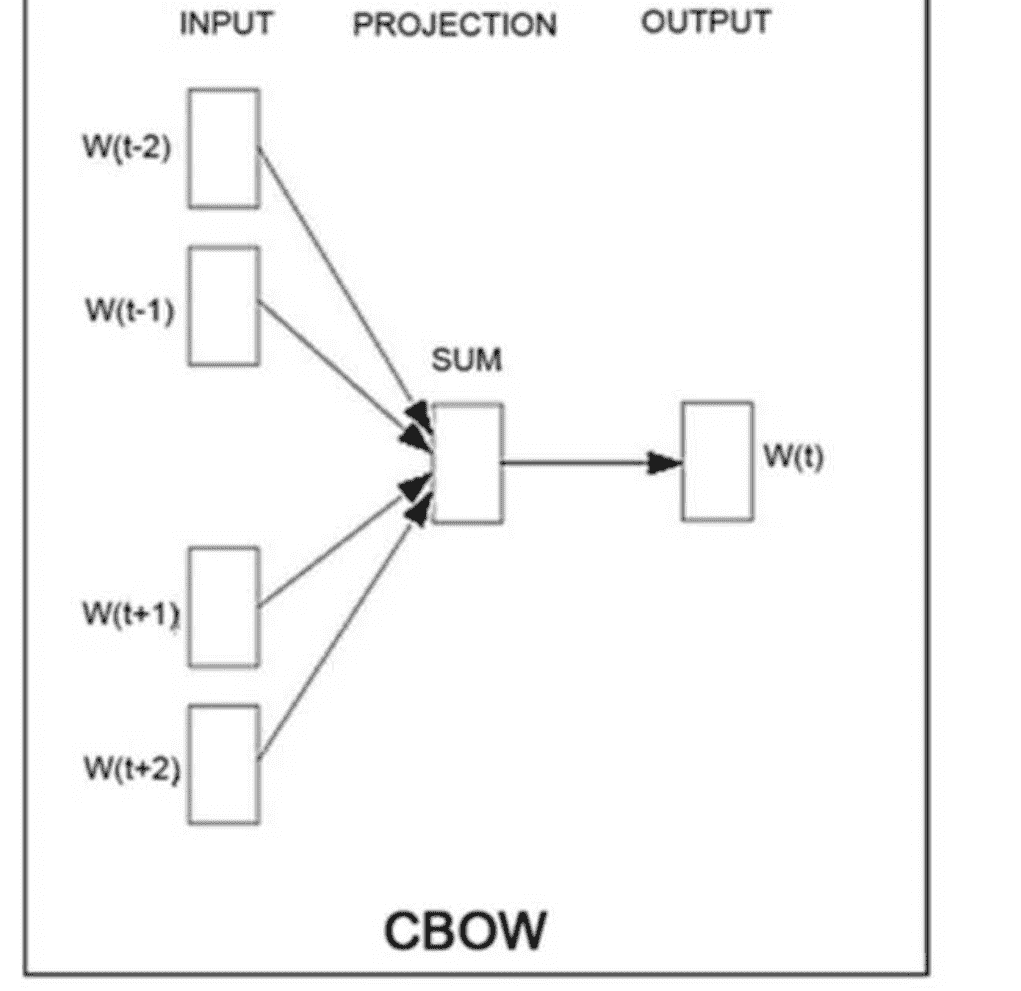 INPUT PROJECTION OUTPUT
W(t-2)
W(t-1)
SUM
W(t)
W(t+1)
W(t+2)
CBOW